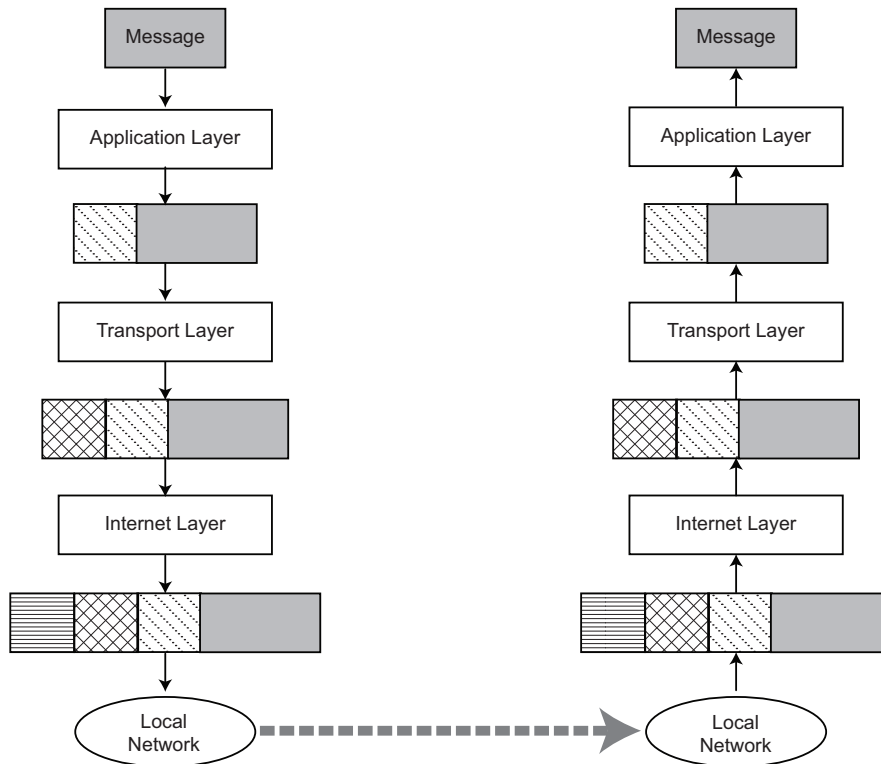 Message
Message
Application Layer
Application Layer
Transport Layer
Transport Layer
Internet Layer
Internet Layer
Local
Network
Local
Network